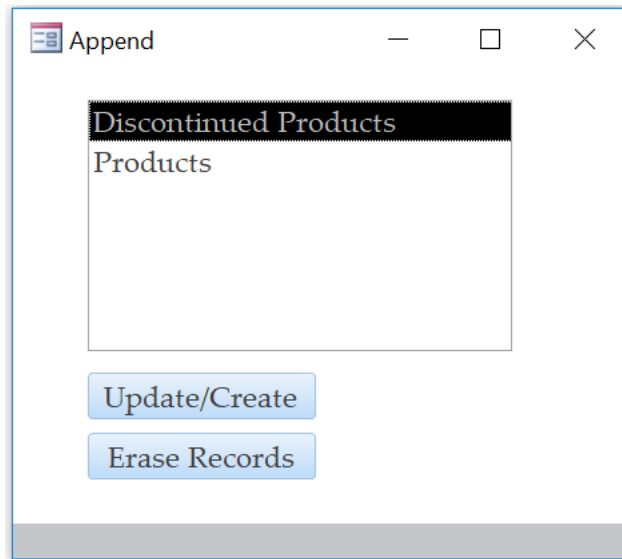 Append
Discontinued Products
Products
Update/Create
Erase Records